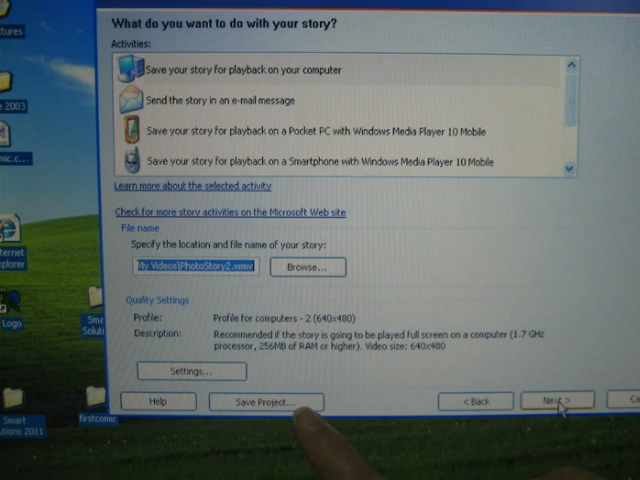 What do you want to do with your story?
Activities:
Save your story for playback on your computer
Send the story in an e-mail message
Save your story for playback on a Pocket PC with Windows Media Player 10 Mobile
Save your story for playback on a Smartphone with Windows Media Player 10 Mobile
Learn more about the selected activity
Check for more story activities on the Microsoft Web site
File name
Specify the location and file name of your story:
My Videos\PhotoStory2.wmv
Browse...
Quality Settings
Profile: Profile for computers - 2 (640x480)
Description: Recommended if the story is going to be played full screen on a computer (1.7 GHz
processor, 256MB of RAM or higher). Video size: 640x480
Settings...
Help
Save Project...
< Back
Next >
2003
Logo
Smart
2011
firstcomic